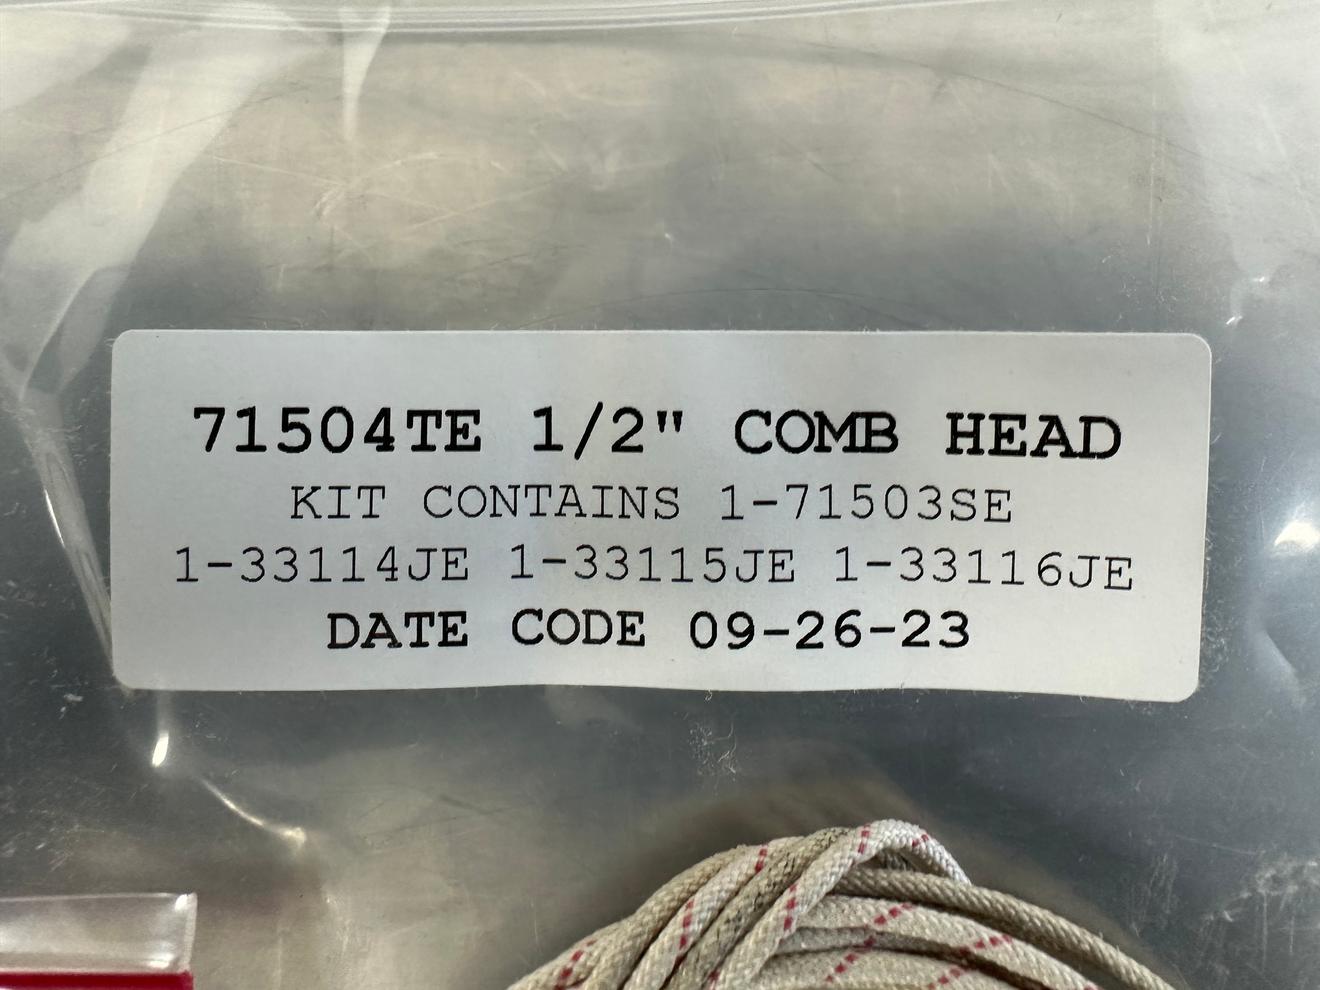 71504TE 1/2" COMB HEAD
KIT CONTAINS 1-71503SE
1-33114JE 1-33115JE 1-33116JE
DATE CODE 09-26-23